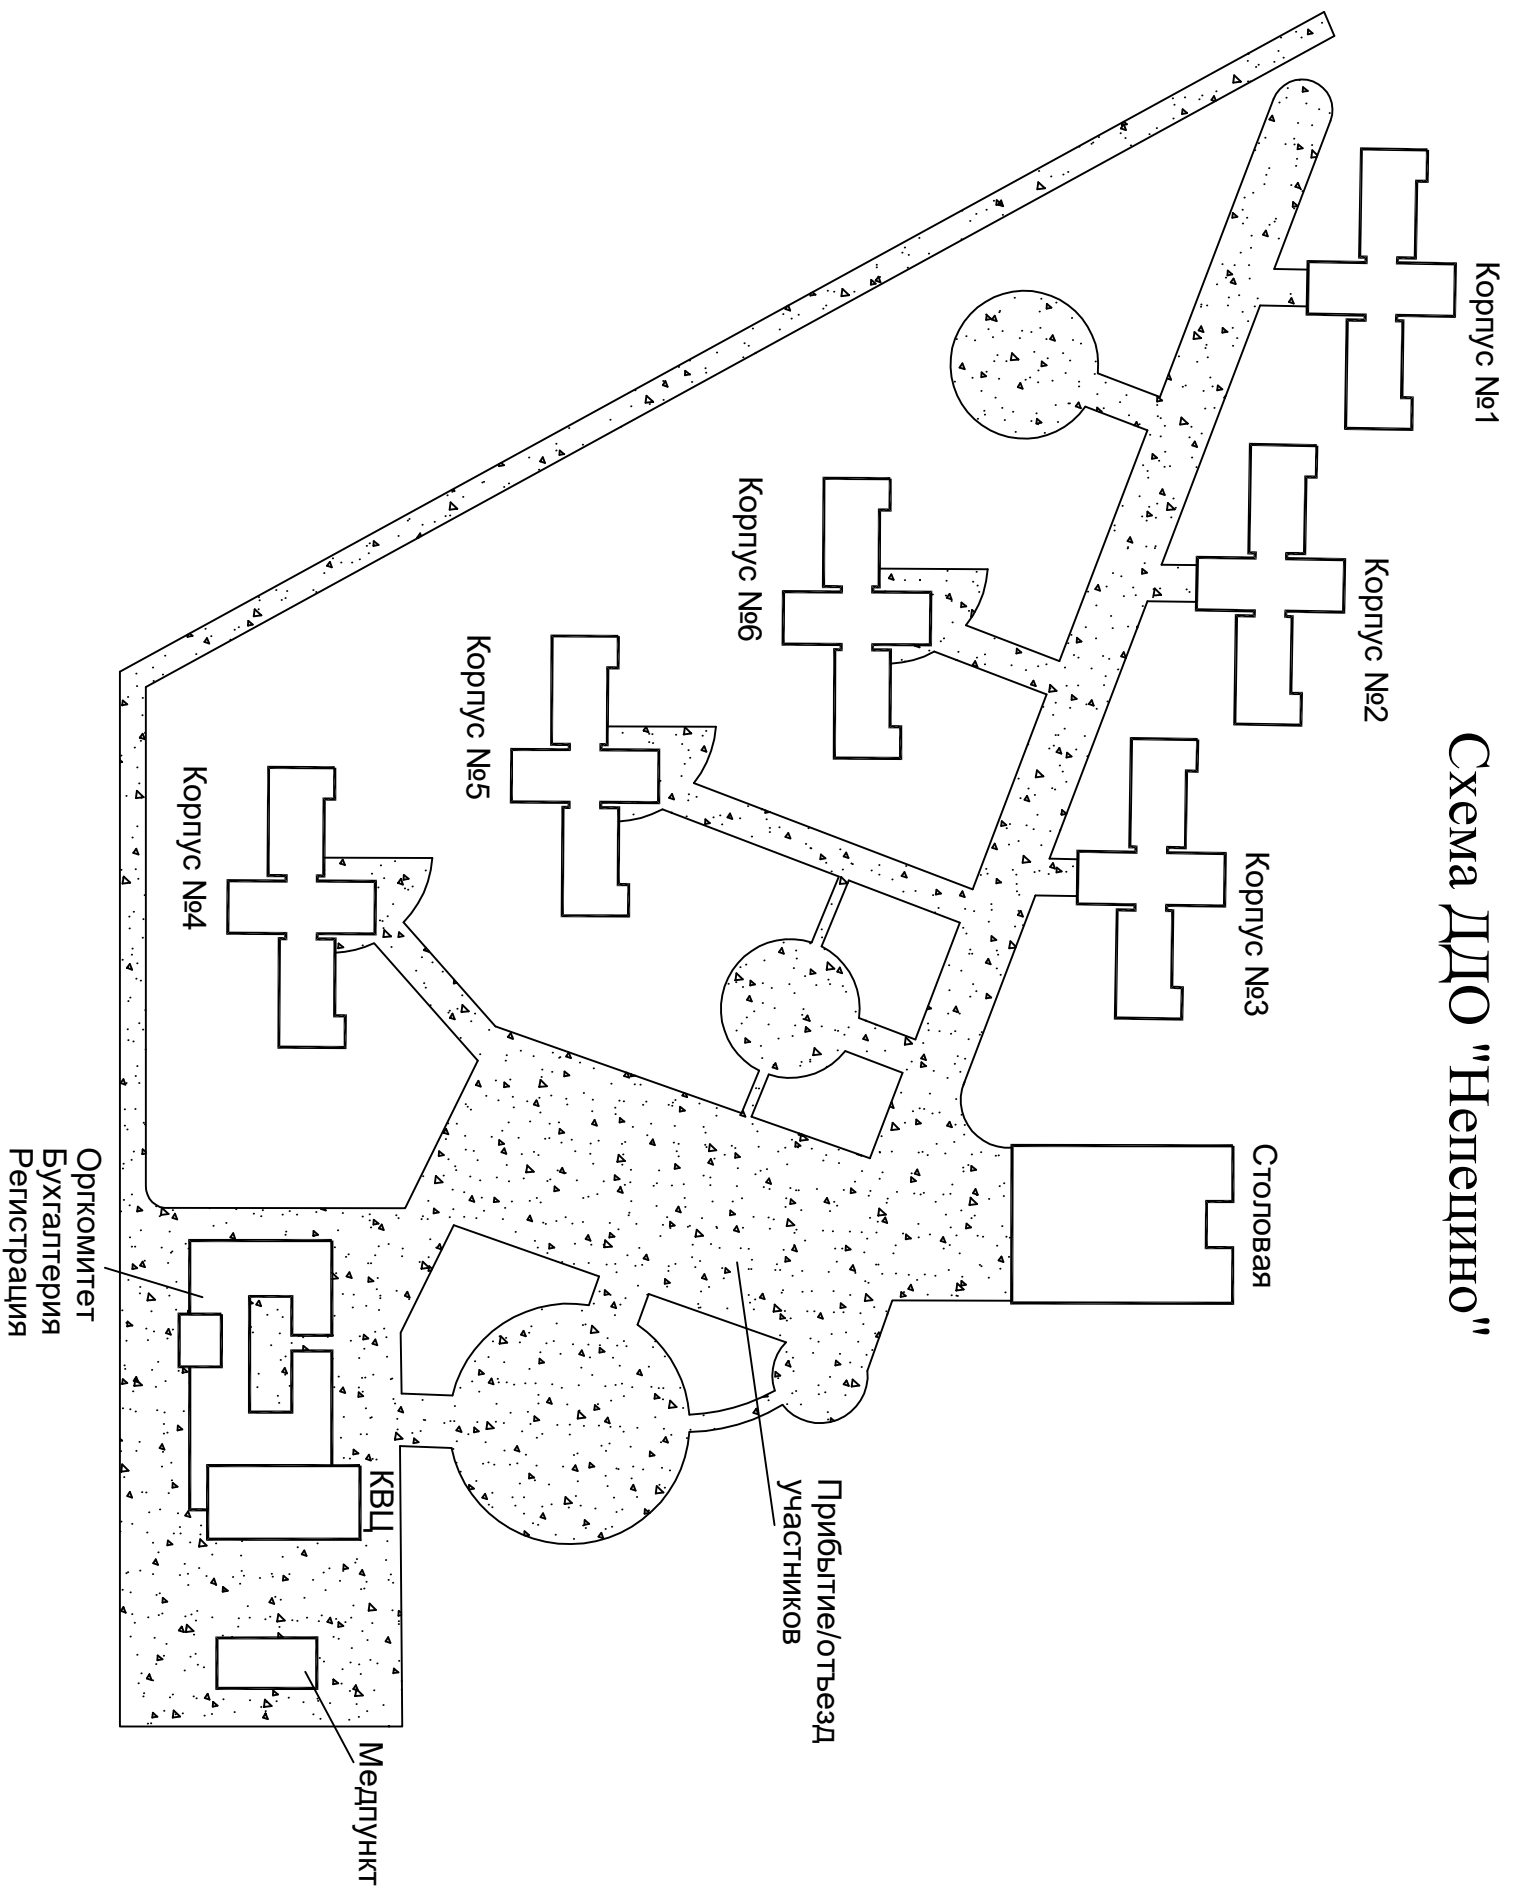 Схема ДДО "Непецино"
Корпус №1
Корпус №2
Корпус №3
Столовая
Корпус №6
Корпус №5
Корпус №4
Прибытие/отъезд
участников
КВЦ
Медпункт
Оргкомитет
Бухгалтерия
Регистрация